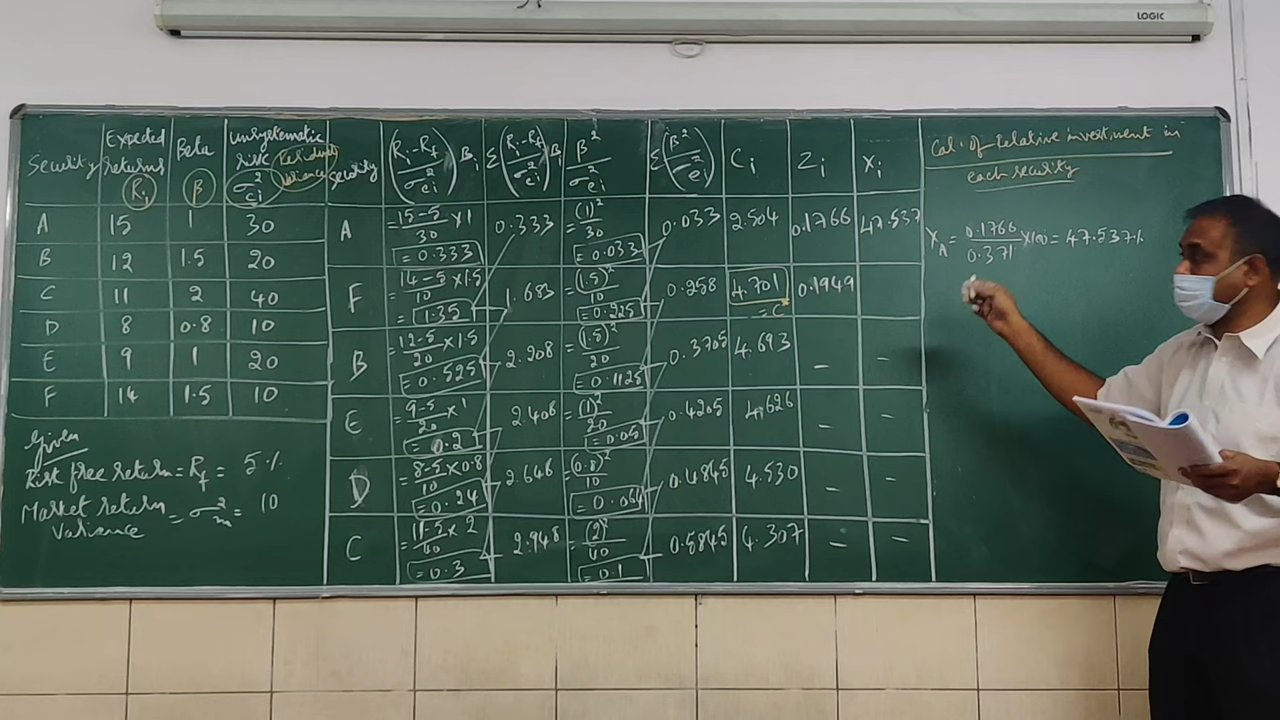 LOGIC
Security | Expected returns (Ri) | Beta (β) | Unsystematic risk σ²ei (Residual variance)
A | 15 | 1 | 30
B | 12 | 1.5 | 20
C | 11 | 2 | 40
D | 8 | 0.8 | 10
E | 9 | 1 | 20
F | 14 | 1.5 | 10
Given
Risk free return = Rf = 5%
Market return Variance = σ²m = 10
Security | (Ri-Rf/σ²ei) Bi | Σ(Ri-Rf/σ²ei) Bi | β²/σ²ei | Σ(β²/σ²ei) | Ci | Zi | Xi
A | = 15-5/30 ×1 = 0.333 | 0.333 | = (1)²/30 = 0.033 | 0.033 | 2.504 | 0.1766 | 47.537
F | = 14-5/10 ×1.5 = 1.35 | 1.683 | = (1.5)²/10 = 0.225 | 0.258 | 4.701 = C | 0.1949
B | = 12-5/20 ×1.5 = 0.525 | 2.208 | = (1.5)²/20 = 0.1125 | 0.3705 | 4.693 | - | -
E | = 9-5/20 ×1 = 0.2 | 2.408 | = (1)²/20 = 0.05 | 0.4205 | 4.626 | - | -
D | = 8-5/10 ×0.8 = 0.24 | 2.648 | = (0.8)²/10 = 0.064 | 0.4845 | 4.530 | - | -
C | = 11-5/40 ×2 = 0.3 | 2.948 | = (2)²/40 = 0.1 | 0.5845 | 4.307 | - | -
Cal. of relative investment in
each security
XA = 0.1766/0.371 ×100 = 47.537%